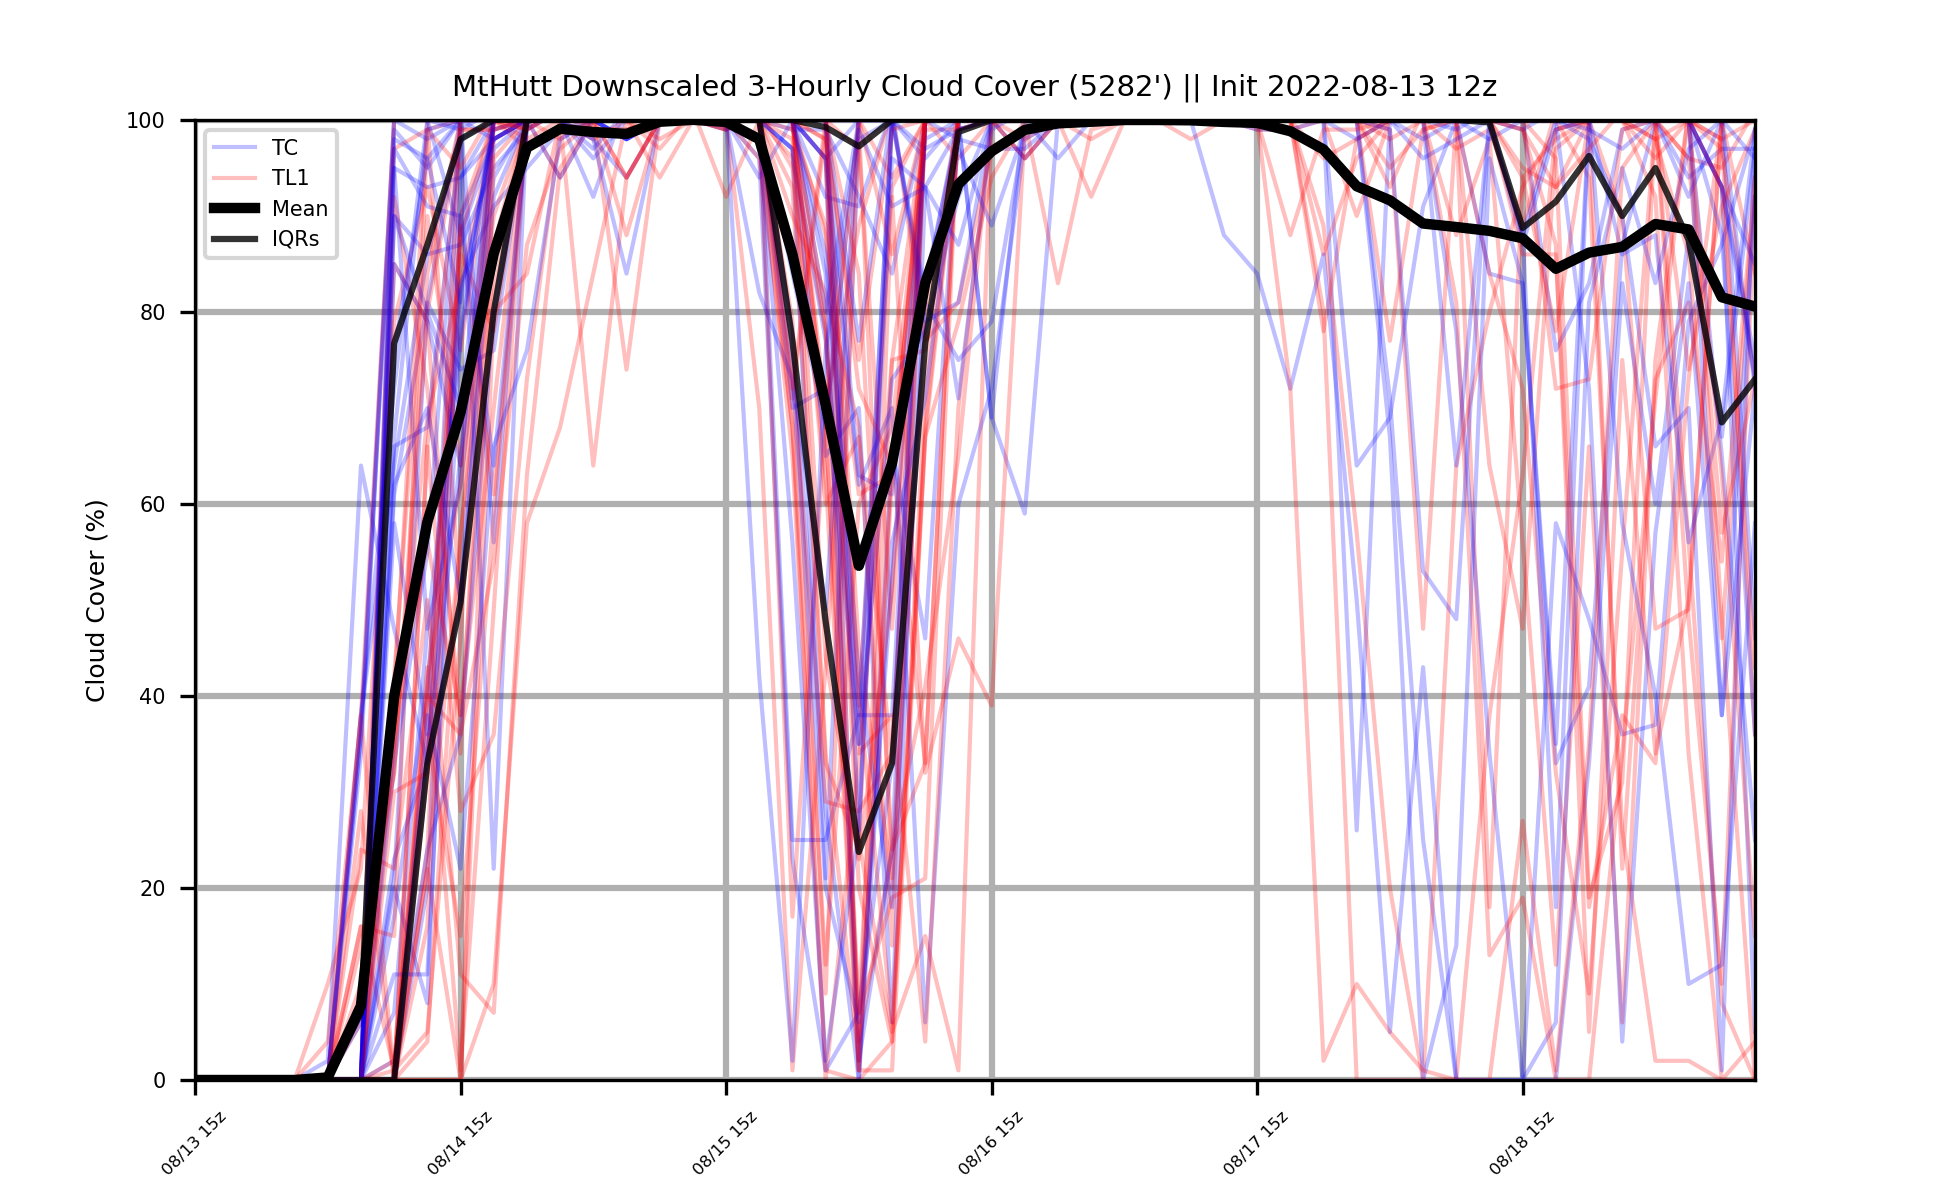 MtHutt Downscaled 3-Hourly Cloud Cover (5282') || Init 2022-08-13 12z
TC
TL1
Mean
IQRs
Cloud Cover (%)
100
80
60
40
20
0
08/13 15z
08/14 15z
08/15 15z
08/16 15z
08/17 15z
08/18 15z